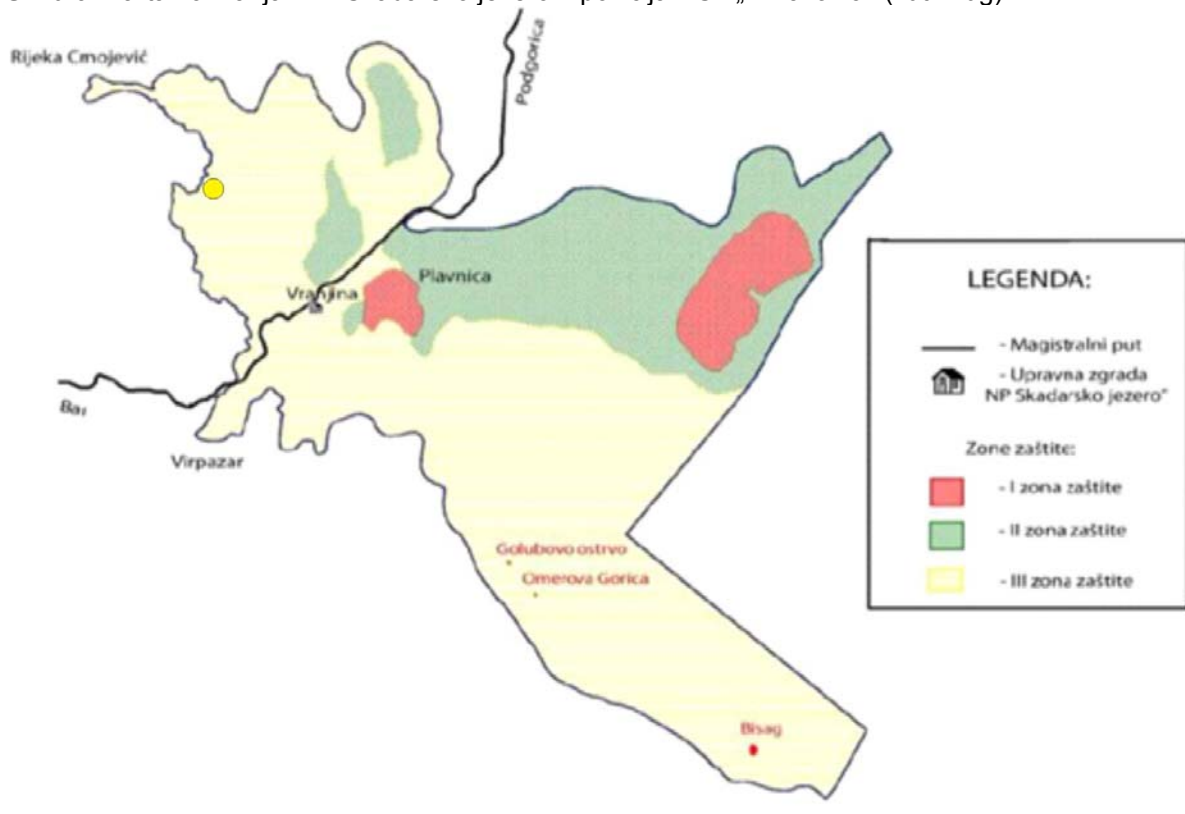 Rijeka Crnojević
Podgorica
Plavnica
Vranjina
Bar
Virpazar
Golubovo ostrvo
Omerova Gorica
Bisag
LEGENDA:
- Magistralni put
- Upravna zgrada
NP Skadarsko jezero"
Zone zaštite:
- I zona zaštite
- II zona zaštite
- III zona zaštite